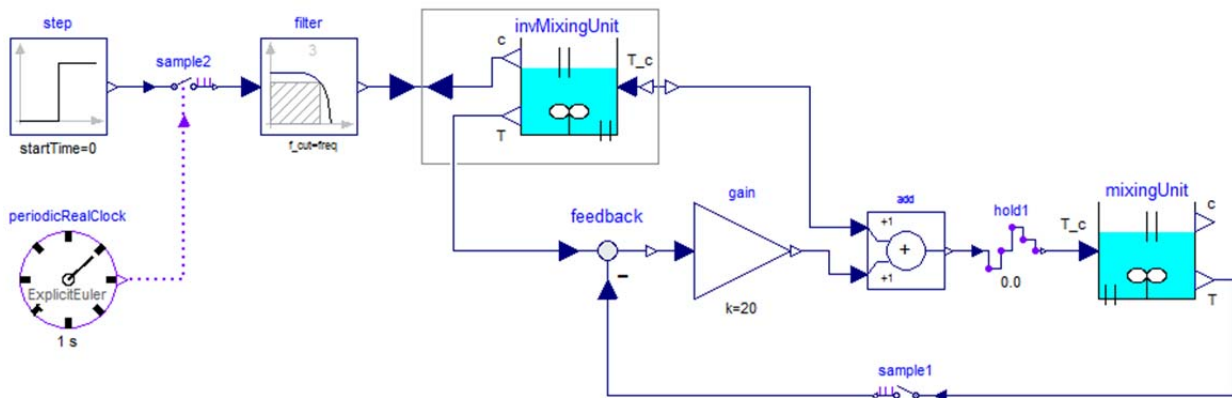 step
filter
invMixingUnit
sample2
3
c
T_c
startTime=0
f_cut=freq
T
periodicRealClock
feedback
gain
add
hold1
mixingUnit
+1
T_c
c
ExplicitEuler
+
−
+1
0.0
T
1 s
k=20
sample1